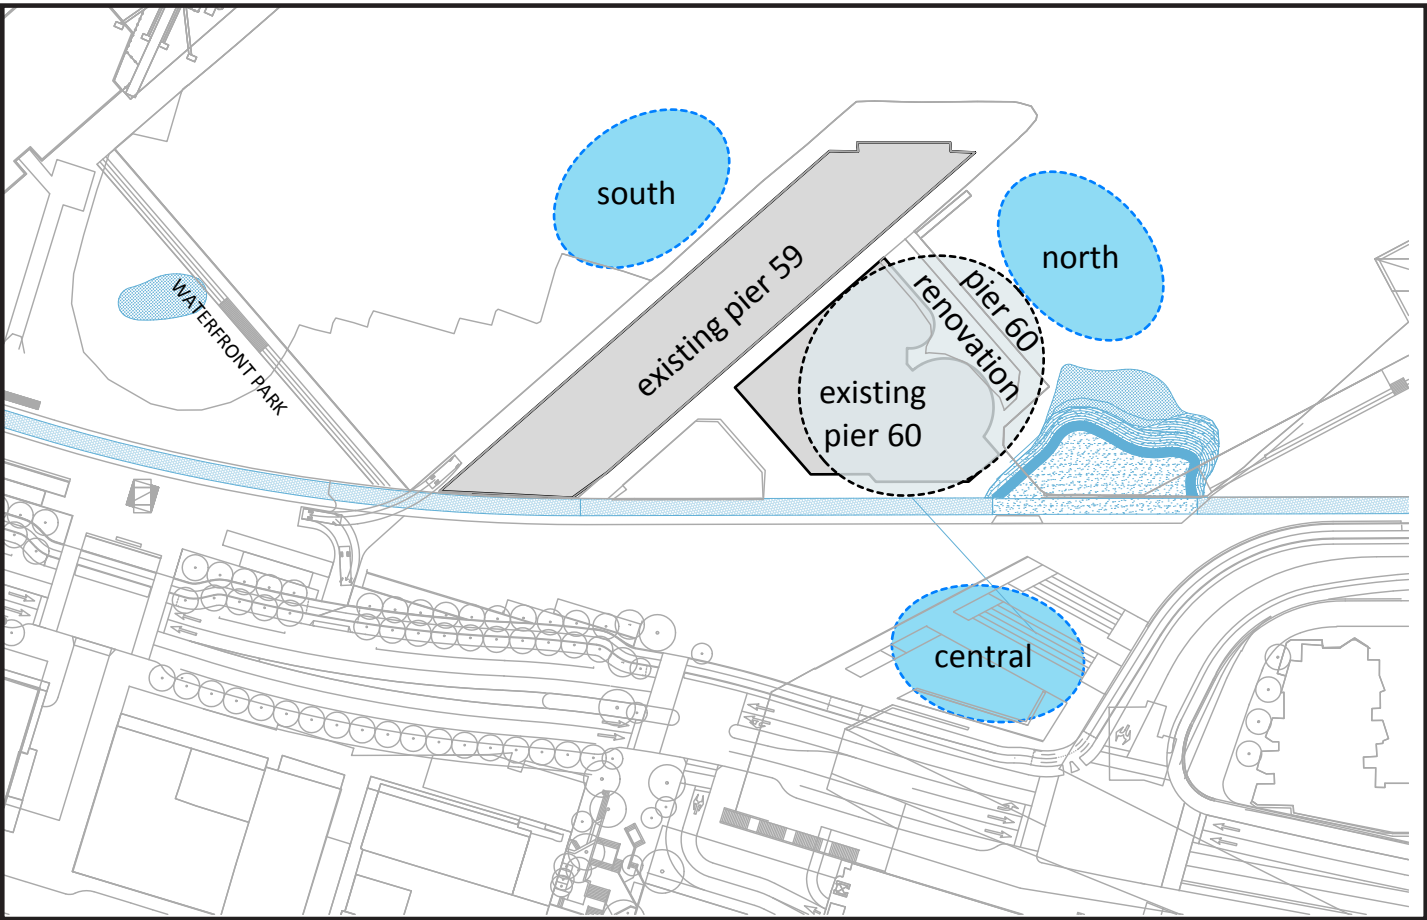 south
north
existing pier 59
pier 60
renovation
existing
pier 60
WATERFRONT PARK
central